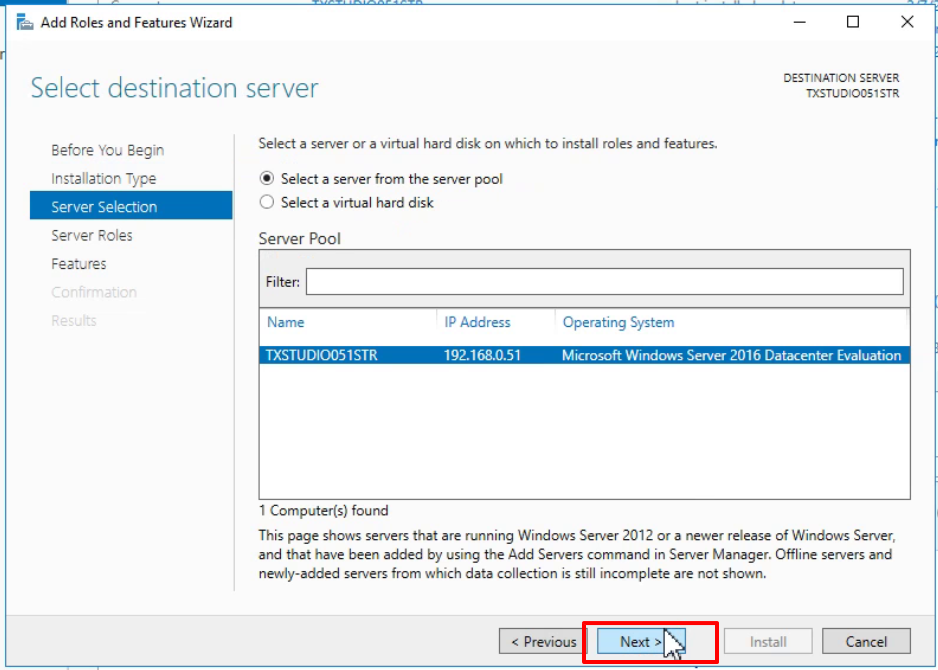 Add Roles and Features Wizard
Select destination server
DESTINATION SERVER
TXSTUDIO051STR
Before You Begin
Installation Type
Server Selection
Server Roles
Features
Confirmation
Results
Select a server or a virtual hard disk on which to install roles and features.
Select a server from the server pool
Select a virtual hard disk
Server Pool
Filter:
Name IP Address Operating System
TXSTUDIO051STR 192.168.0.51 Microsoft Windows Server 2016 Datacenter Evaluation
1 Computer(s) found
This page shows servers that are running Windows Server 2012 or a newer release of Windows Server,
and that have been added by using the Add Servers command in Server Manager. Offline servers and
newly-added servers from which data collection is still incomplete are not shown.
< Previous Next > Install Cancel